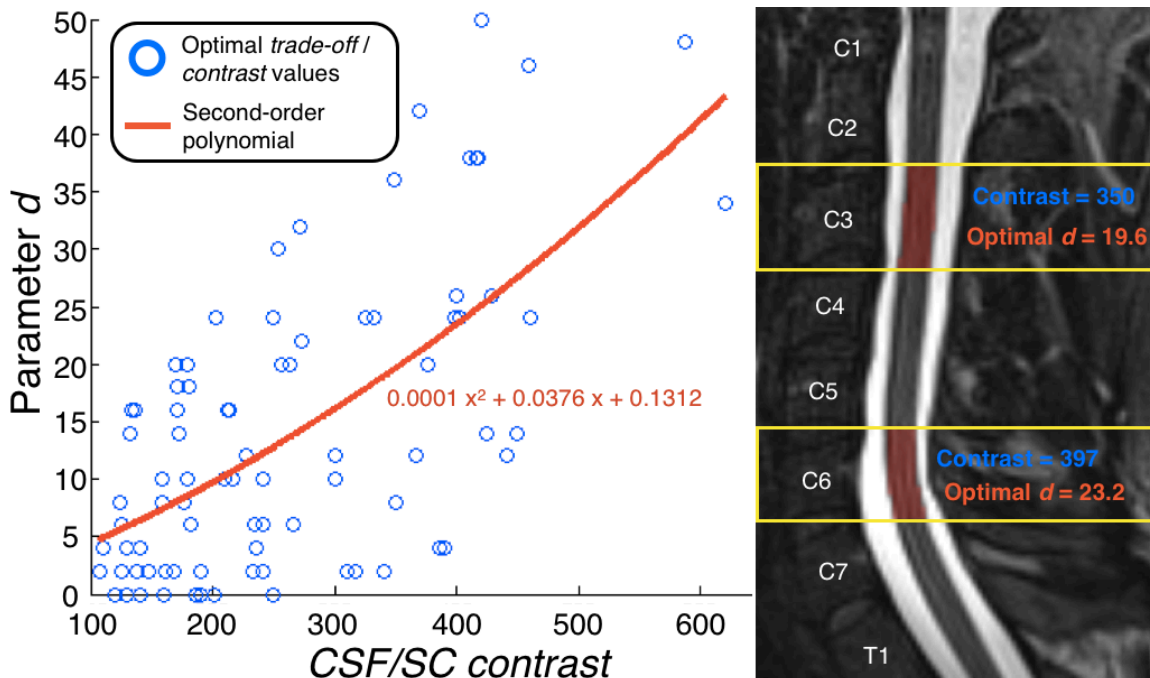 50
45
40
35
30
25
20
15
10
5
0
Parameter d
Optimal trade-off /
contrast values
Second-order
polynomial
0.0001 x² + 0.0376 x + 0.1312
100 200 300 400 500 600
CSF/SC contrast
C1
C2
C3
Contrast = 350
Optimal d = 19.6
C4
C5
C6
Contrast = 397
Optimal d = 23.2
C7
T1